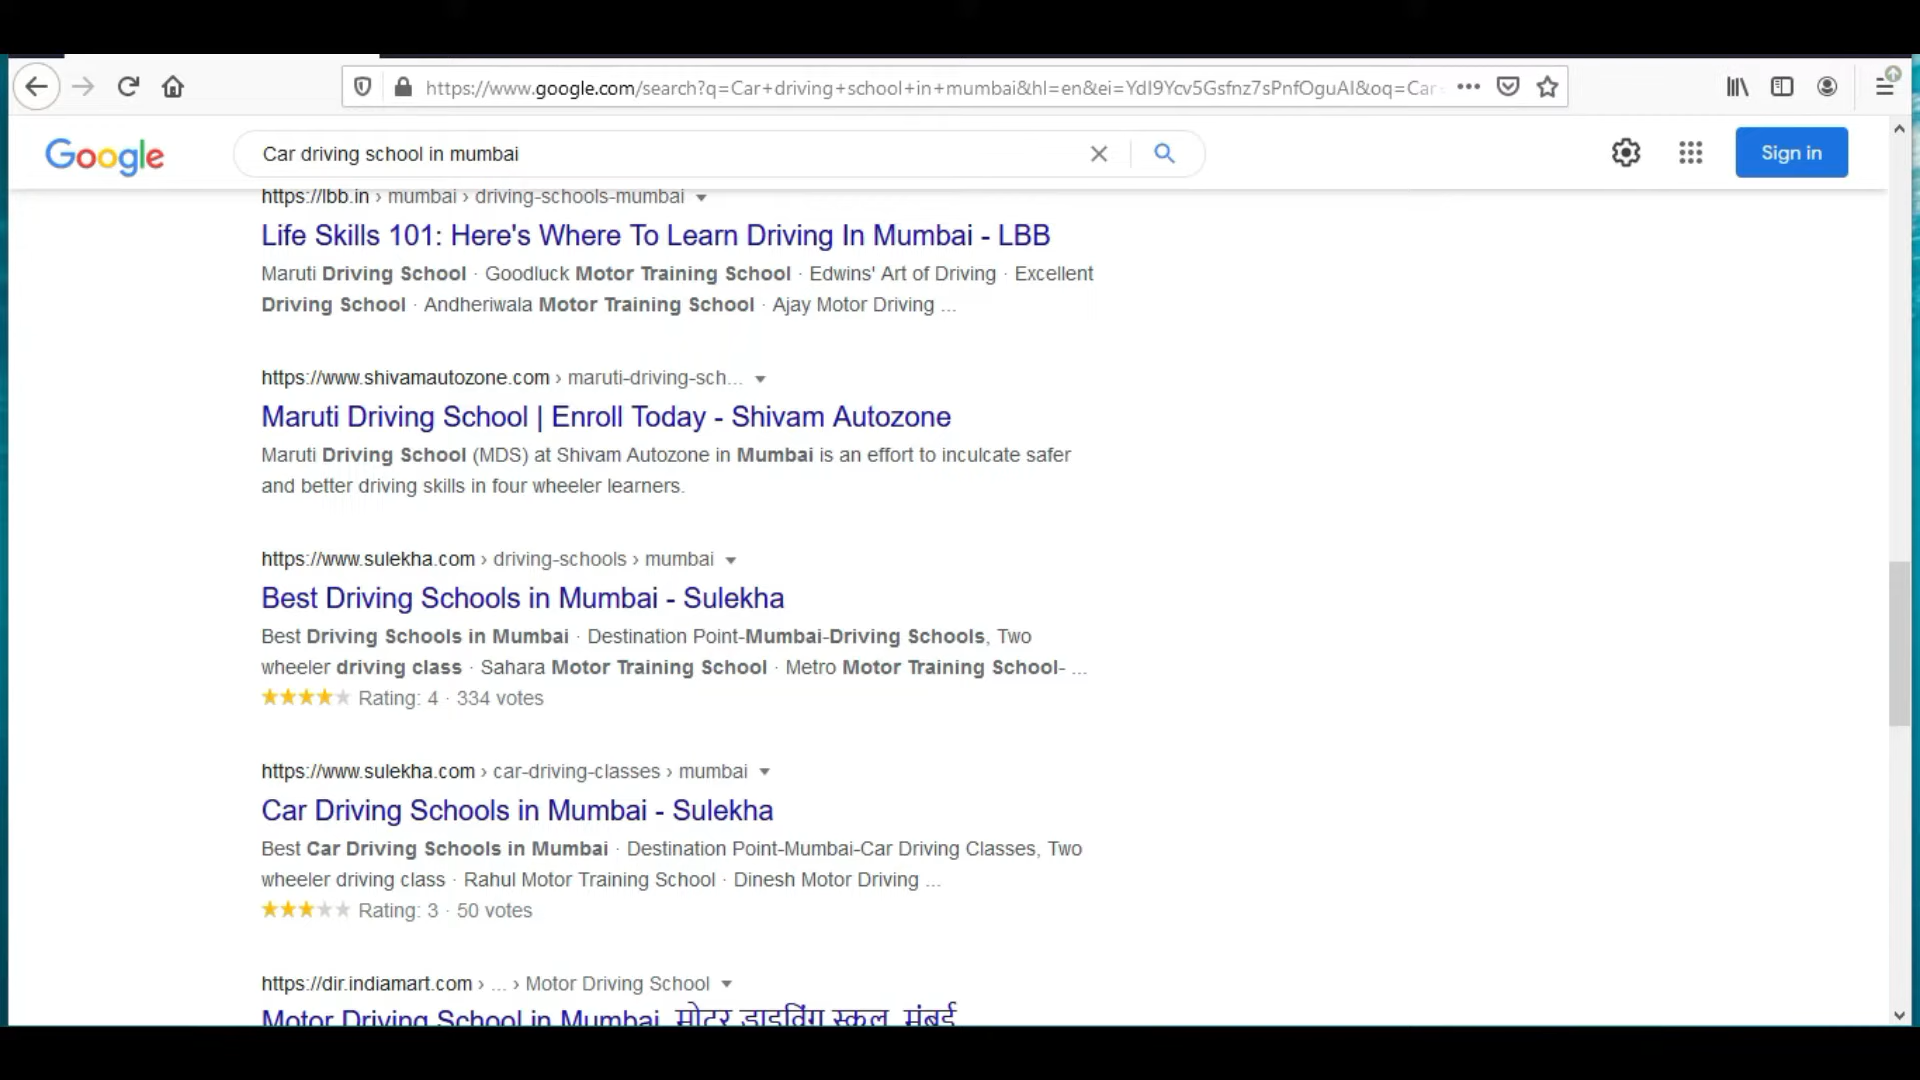 https://www.google.com/search?q=Car+driving+school+in+mumbai&hl=en&ei=YdI9Ycv5Gsfnz7sPnfOguAI&oq=Car
Google
Car driving school in mumbai
Sign in
https://lbb.in › mumbai › driving-schools-mumbai
Life Skills 101: Here's Where To Learn Driving In Mumbai - LBB
Maruti Driving School · Goodluck Motor Training School · Edwins' Art of Driving · Excellent
Driving School · Andheriwala Motor Training School · Ajay Motor Driving ...
https://www.shivamautozone.com › maruti-driving-sch...
Maruti Driving School | Enroll Today - Shivam Autozone
Maruti Driving School (MDS) at Shivam Autozone in Mumbai is an effort to inculcate safer
and better driving skills in four wheeler learners.
https://www.sulekha.com › driving-schools › mumbai
Best Driving Schools in Mumbai - Sulekha
Best Driving Schools in Mumbai · Destination Point-Mumbai-Driving Schools, Two
wheeler driving class · Sahara Motor Training School · Metro Motor Training School- ...
Rating: 4 · 334 votes
https://www.sulekha.com › car-driving-classes › mumbai
Car Driving Schools in Mumbai - Sulekha
Best Car Driving Schools in Mumbai · Destination Point-Mumbai-Car Driving Classes, Two
wheeler driving class · Rahul Motor Training School · Dinesh Motor Driving ...
Rating: 3 · 50 votes
https://dir.indiamart.com › ... › Motor Driving School
Motor Driving School in Mumbai, मोटर ड्राइविंग स्कूल, मुंबई